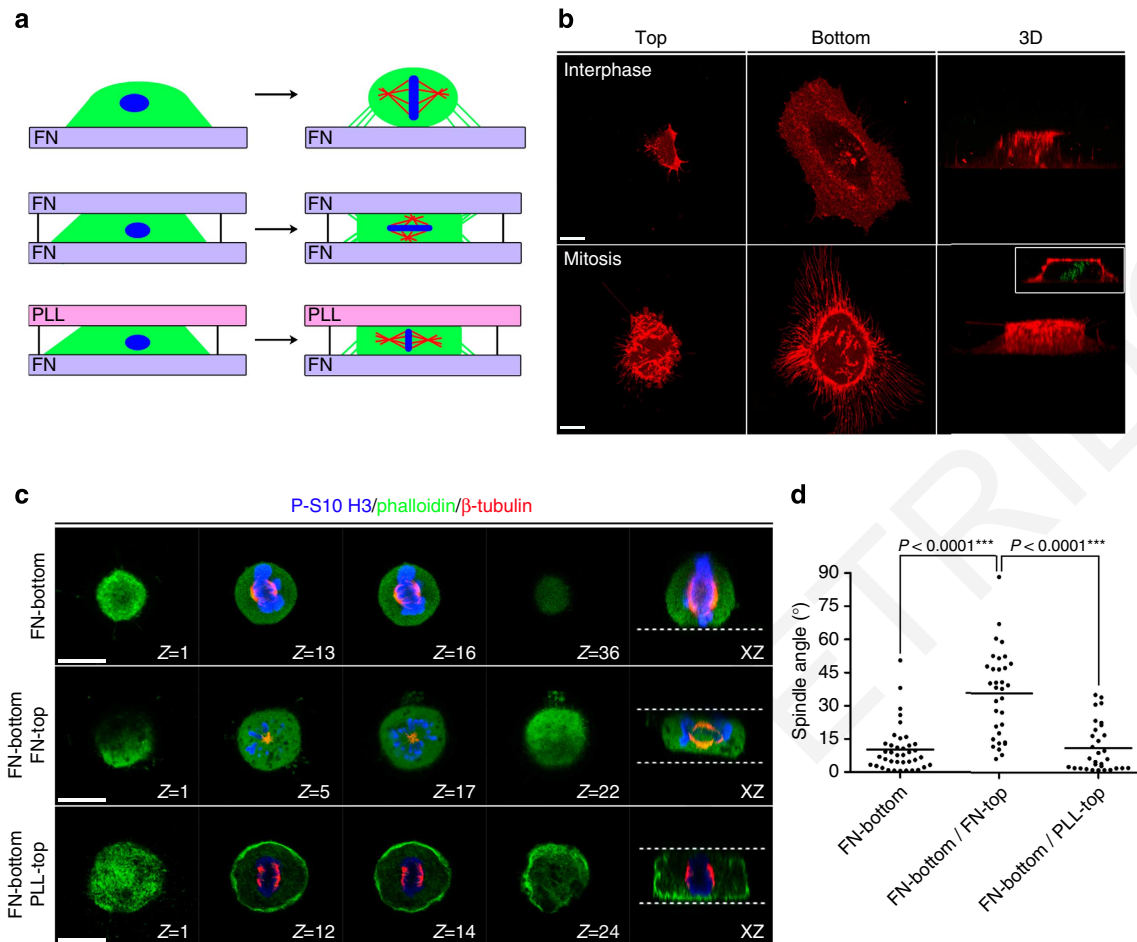 a
FN
FN
FN
FN
FN
FN
PLL
PLL
FN
FN
b
Top
Bottom
3D
Interphase
Mitosis
c
P-S10 H3/phalloidin/β-tubulin
FN-bottom
Z=1
Z=13
Z=16
Z=36
XZ
FN-bottom
FN-top
Z=1
Z=5
Z=17
Z=22
XZ
FN-bottom
PLL-top
Z=1
Z=12
Z=14
Z=24
XZ
d
P < 0.0001***
P < 0.0001***
Spindle angle (°)
90
75
60
45
30
15
0
FN-bottom
FN-bottom / FN-top
FN-bottom / PLL-top